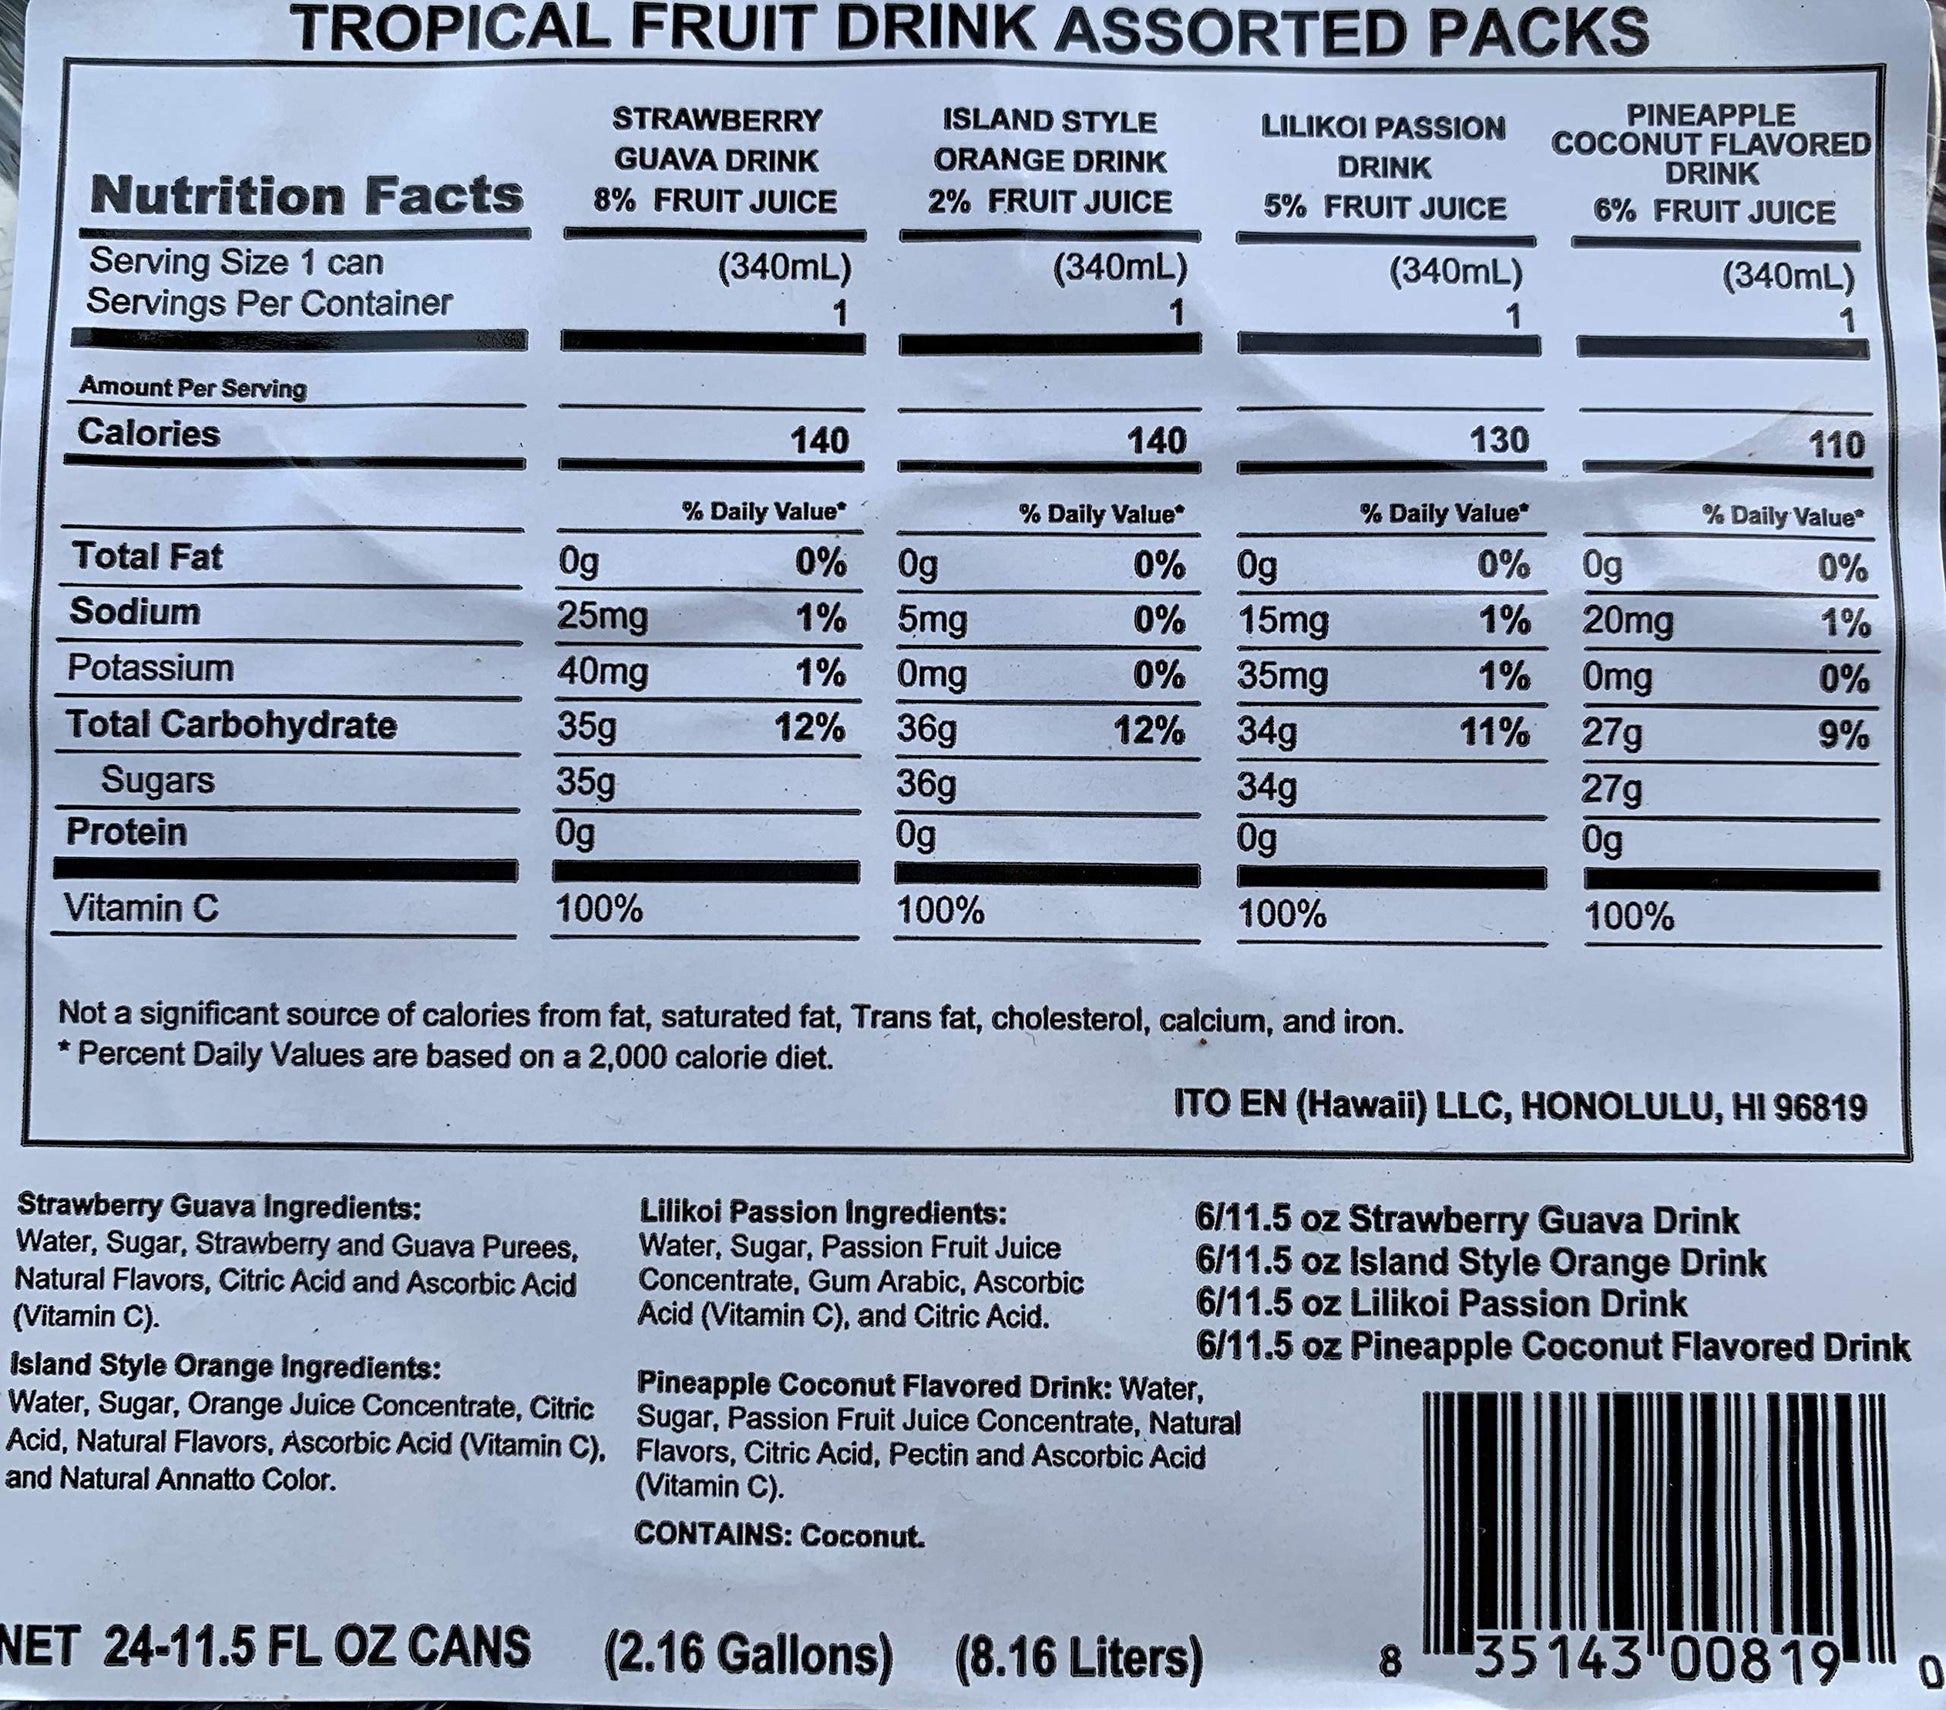 TROPICAL FRUIT DRINK ASSORTED PACKS
Nutrition Facts
STRAWBERRY
GUAVA DRINK
8% FRUIT JUICE
ISLAND STYLE
ORANGE DRINK
2% FRUIT JUICE
LILIKOI PASSION
DRINK
5% FRUIT JUICE
PINEAPPLE
COCONUT FLAVORED
DRINK
6% FRUIT JUICE
Serving Size 1 can (340mL) (340mL) (340mL) (340mL)
Servings Per Container 1 1 1 1
Amount Per Serving
Calories 140 140 130 110
% Daily Value* % Daily Value* % Daily Value* % Daily Value*
Total Fat 0g 0% 0g 0% 0g 0% 0g 0%
Sodium 25mg 1% 5mg 0% 15mg 1% 20mg 1%
Potassium 40mg 1% 0mg 0% 35mg 1% 0mg 0%
Total Carbohydrate 35g 12% 36g 12% 34g 11% 27g 9%
Sugars 35g 36g 34g 27g
Protein 0g 0g 0g 0g
Vitamin C 100% 100% 100% 100%
Not a significant source of calories from fat, saturated fat, Trans fat, cholesterol, calcium, and iron.
* Percent Daily Values are based on a 2,000 calorie diet.
ITO EN (Hawaii) LLC, HONOLULU, HI 96819
Strawberry Guava Ingredients:
Water, Sugar, Strawberry and Guava Purees,
Natural Flavors, Citric Acid and Ascorbic Acid
(Vitamin C).
Island Style Orange Ingredients:
Water, Sugar, Orange Juice Concentrate, Citric
Acid, Natural Flavors, Ascorbic Acid (Vitamin C),
and Natural Annatto Color.
Lilikoi Passion Ingredients:
Water, Sugar, Passion Fruit Juice
Concentrate, Gum Arabic, Ascorbic
Acid (Vitamin C), and Citric Acid.
Pineapple Coconut Flavored Drink: Water,
Sugar, Passion Fruit Juice Concentrate, Natural
Flavors, Citric Acid, Pectin and Ascorbic Acid
(Vitamin C).
CONTAINS: Coconut.
6/11.5 oz Strawberry Guava Drink
6/11.5 oz Island Style Orange Drink
6/11.5 oz Lilikoi Passion Drink
6/11.5 oz Pineapple Coconut Flavored Drink
NET 24-11.5 FL OZ CANS (2.16 Gallons) (8.16 Liters)
8 35143 00819 0